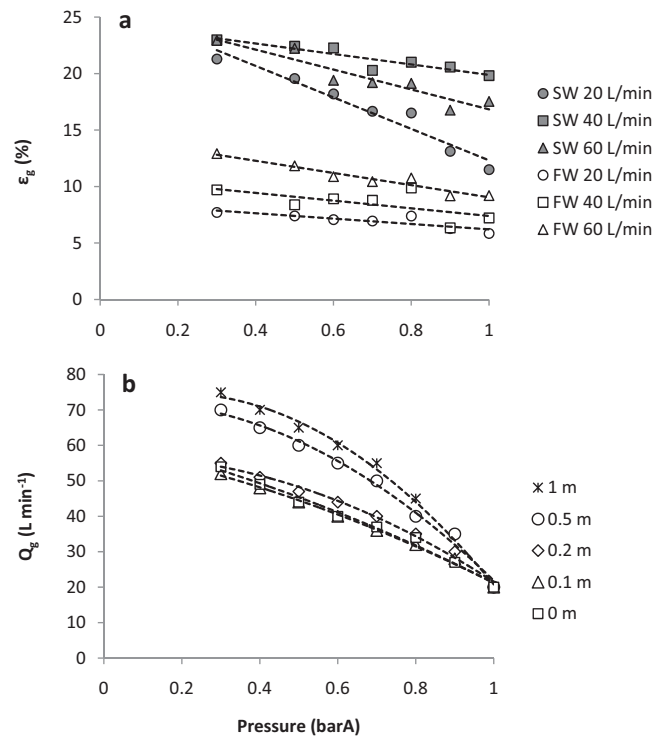 a
25
20
15
10
5
0
εg (%)
0 0.2 0.4 0.6 0.8 1
SW 20 L/min
SW 40 L/min
SW 60 L/min
FW 20 L/min
FW 40 L/min
FW 60 L/min
b
80
70
60
50
40
30
20
10
0
Qg (L min⁻¹)
0 0.2 0.4 0.6 0.8 1
Pressure (barA)
1 m
0.5 m
0.2 m
0.1 m
0 m